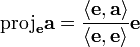 proj_𝐞 𝐚 = ⟨𝐞, 𝐚⟩ / ⟨𝐞, 𝐞⟩ 𝐞